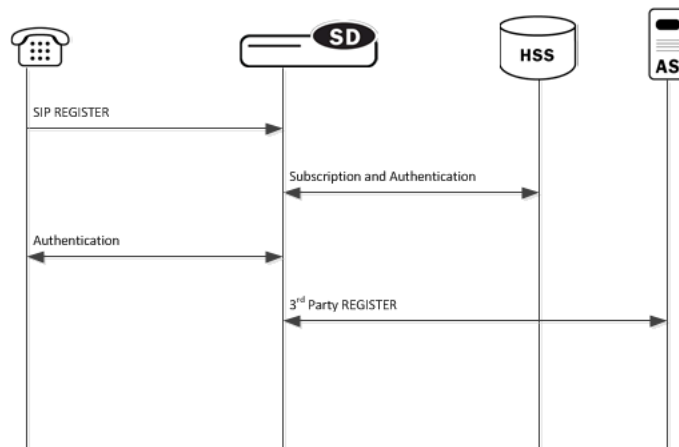 SD
HSS
AS
SIP REGISTER
Subscription and Authentication
Authentication
3rd Party REGISTER